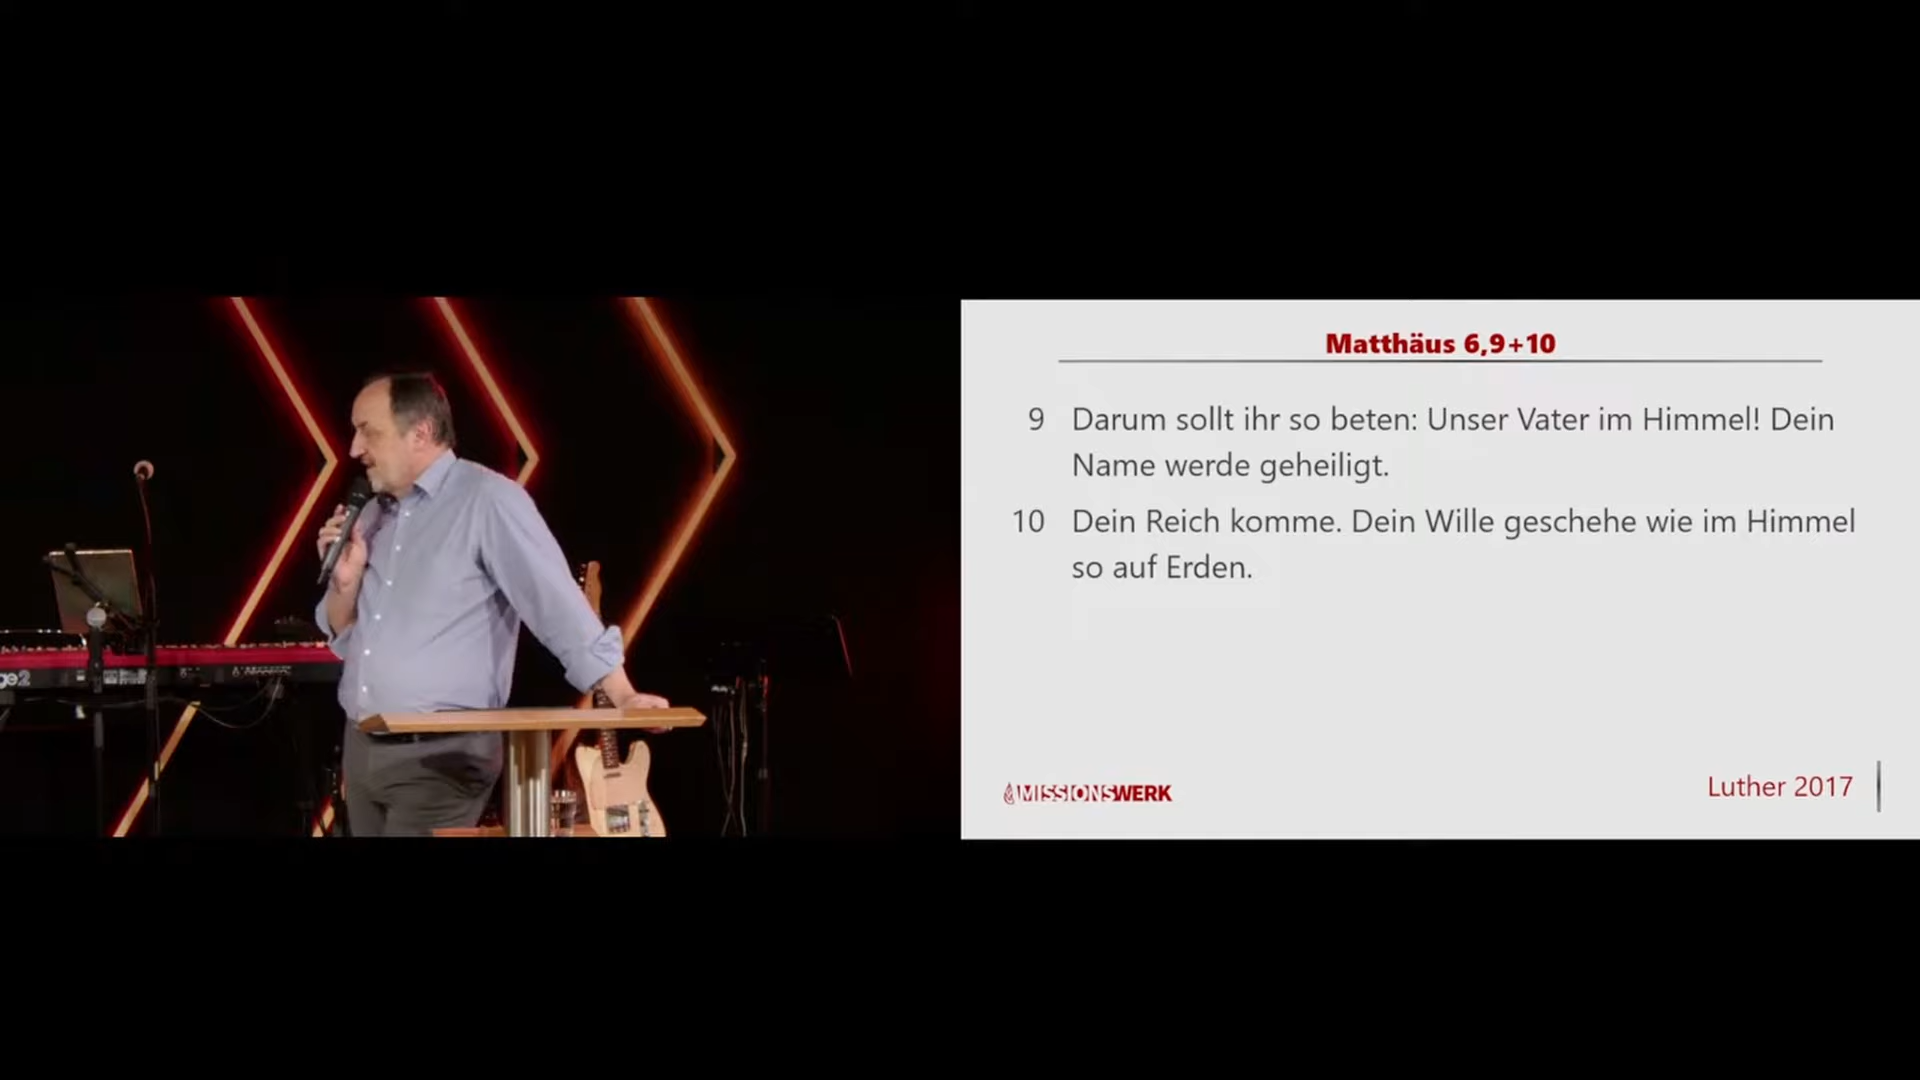 Matthäus 6,9+10
9 Darum sollt ihr so beten: Unser Vater im Himmel! Dein
Name werde geheiligt.
10 Dein Reich komme. Dein Wille geschehe wie im Himmel
so auf Erden.
MISSIONSWERK
Luther 2017
ge2